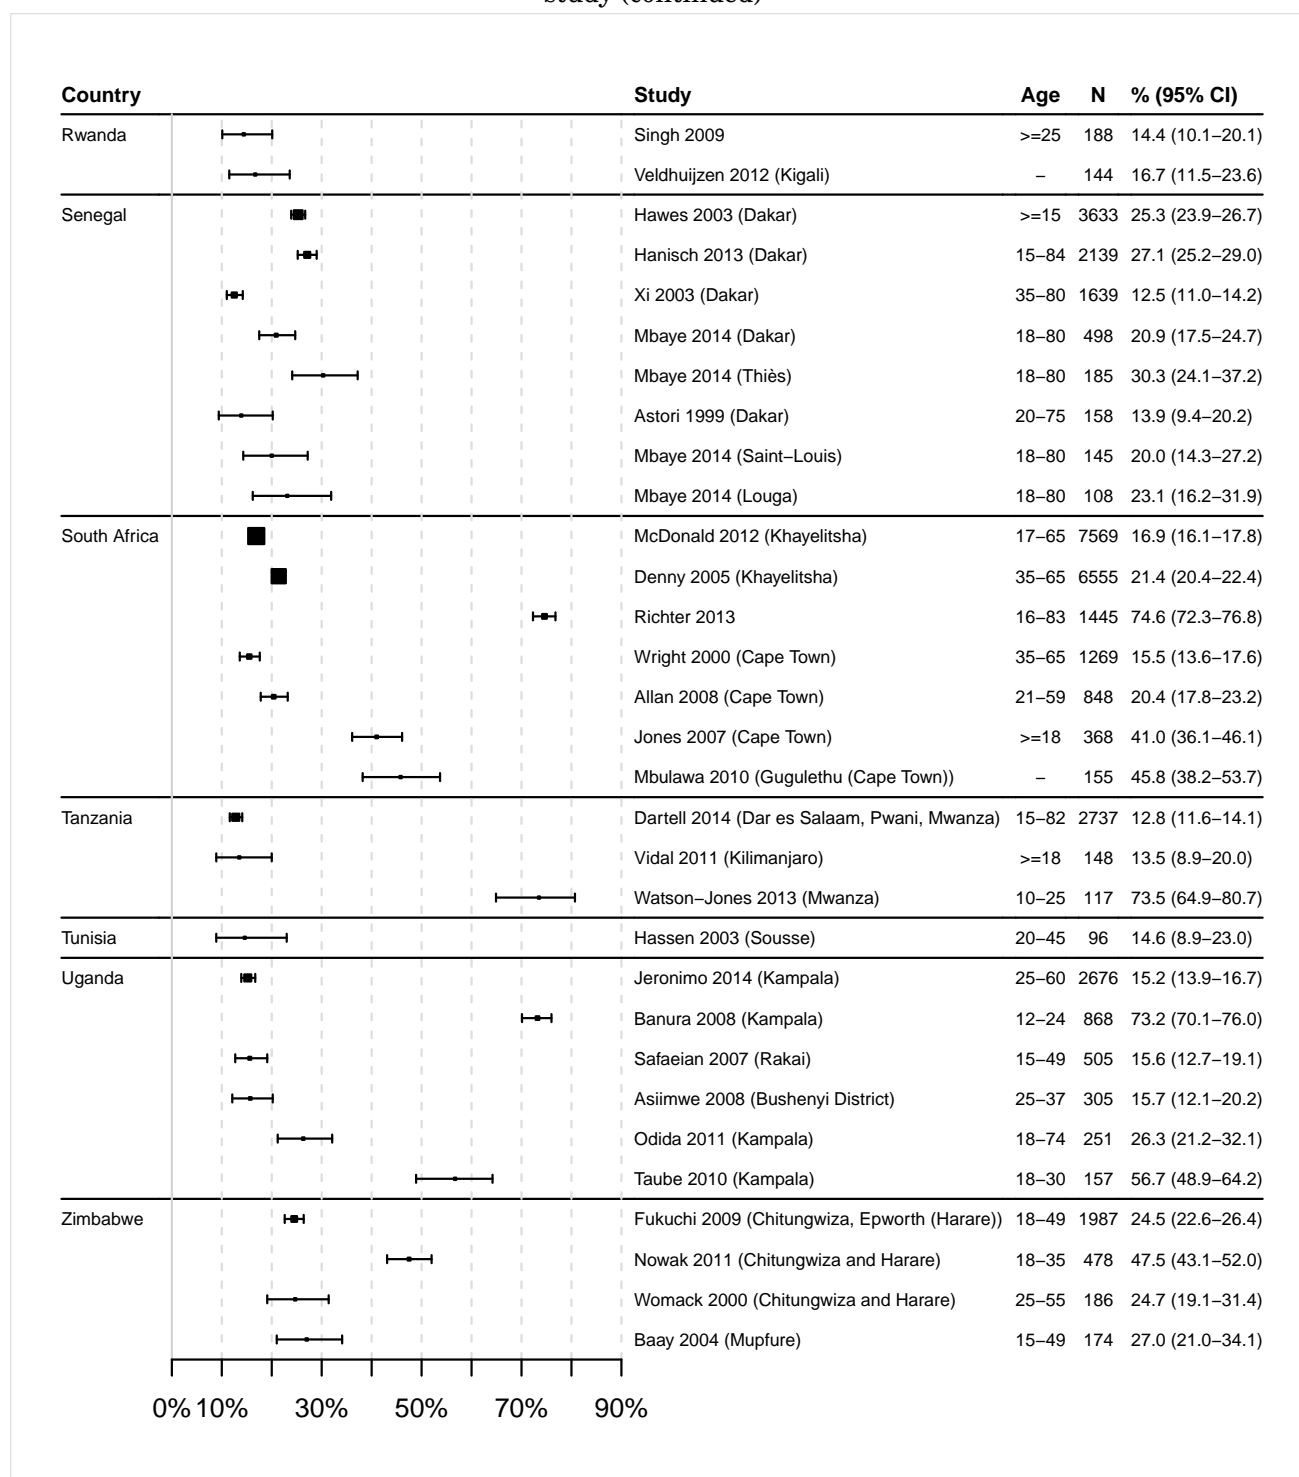 study (continued)
Country Study Age N % (95% CI)
Rwanda Singh 2009 >=25 188 14.4 (10.1–20.1)
Veldhuijzen 2012 (Kigali) – 144 16.7 (11.5–23.6)
Senegal Hawes 2003 (Dakar) >=15 3633 25.3 (23.9–26.7)
Hanisch 2013 (Dakar) 15–84 2139 27.1 (25.2–29.0)
Xi 2003 (Dakar) 35–80 1639 12.5 (11.0–14.2)
Mbaye 2014 (Dakar) 18–80 498 20.9 (17.5–24.7)
Mbaye 2014 (Thiès) 18–80 185 30.3 (24.1–37.2)
Astori 1999 (Dakar) 20–75 158 13.9 (9.4–20.2)
Mbaye 2014 (Saint–Louis) 18–80 145 20.0 (14.3–27.2)
Mbaye 2014 (Louga) 18–80 108 23.1 (16.2–31.9)
South Africa McDonald 2012 (Khayelitsha) 17–65 7569 16.9 (16.1–17.8)
Denny 2005 (Khayelitsha) 35–65 6555 21.4 (20.4–22.4)
Richter 2013 16–83 1445 74.6 (72.3–76.8)
Wright 2000 (Cape Town) 35–65 1269 15.5 (13.6–17.6)
Allan 2008 (Cape Town) 21–59 848 20.4 (17.8–23.2)
Jones 2007 (Cape Town) >=18 368 41.0 (36.1–46.1)
Mbulawa 2010 (Gugulethu (Cape Town)) – 155 45.8 (38.2–53.7)
Tanzania Dartell 2014 (Dar es Salaam, Pwani, Mwanza) 15–82 2737 12.8 (11.6–14.1)
Vidal 2011 (Kilimanjaro) >=18 148 13.5 (8.9–20.0)
Watson–Jones 2013 (Mwanza) 10–25 117 73.5 (64.9–80.7)
Tunisia Hassen 2003 (Sousse) 20–45 96 14.6 (8.9–23.0)
Uganda Jeronimo 2014 (Kampala) 25–60 2676 15.2 (13.9–16.7)
Banura 2008 (Kampala) 12–24 868 73.2 (70.1–76.0)
Safaeian 2007 (Rakai) 15–49 505 15.6 (12.7–19.1)
Asiimwe 2008 (Bushenyi District) 25–37 305 15.7 (12.1–20.2)
Odida 2011 (Kampala) 18–74 251 26.3 (21.2–32.1)
Taube 2010 (Kampala) 18–30 157 56.7 (48.9–64.2)
Zimbabwe Fukuchi 2009 (Chitungwiza, Epworth (Harare)) 18–49 1987 24.5 (22.6–26.4)
Nowak 2011 (Chitungwiza and Harare) 18–35 478 47.5 (43.1–52.0)
Womack 2000 (Chitungwiza and Harare) 25–55 186 24.7 (19.1–31.4)
Baay 2004 (Mupfure) 15–49 174 27.0 (21.0–34.1)
0% 10% 30% 50% 70% 90%